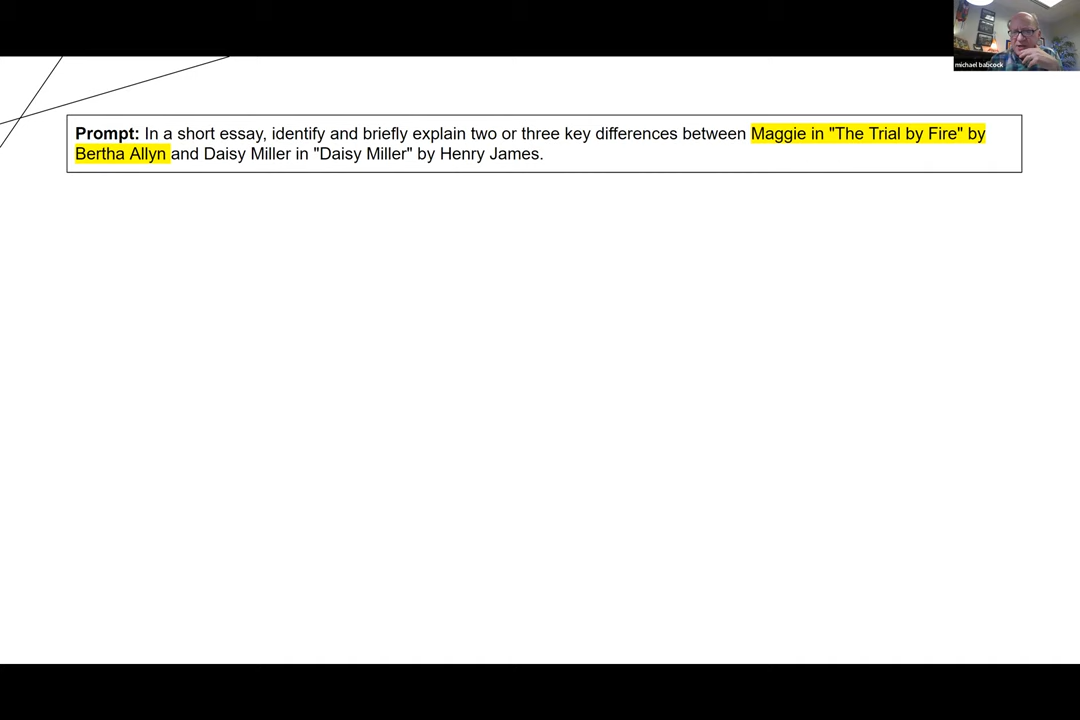 michael babcock
Prompt: In a short essay, identify and briefly explain two or three key differences between Maggie in "The Trial by Fire" by
Bertha Allyn and Daisy Miller in "Daisy Miller" by Henry James.